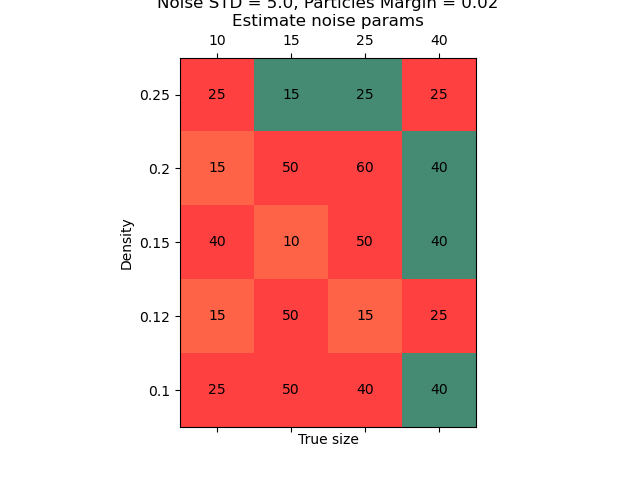 Noise STD = 5.0, Particles Margin = 0.02
Estimate noise params
10 15 25 40
0.25 25 15 25 25
0.2 15 50 60 40
Density
0.15 40 10 50 40
0.12 15 50 15 25
0.1 25 50 40 40
True size